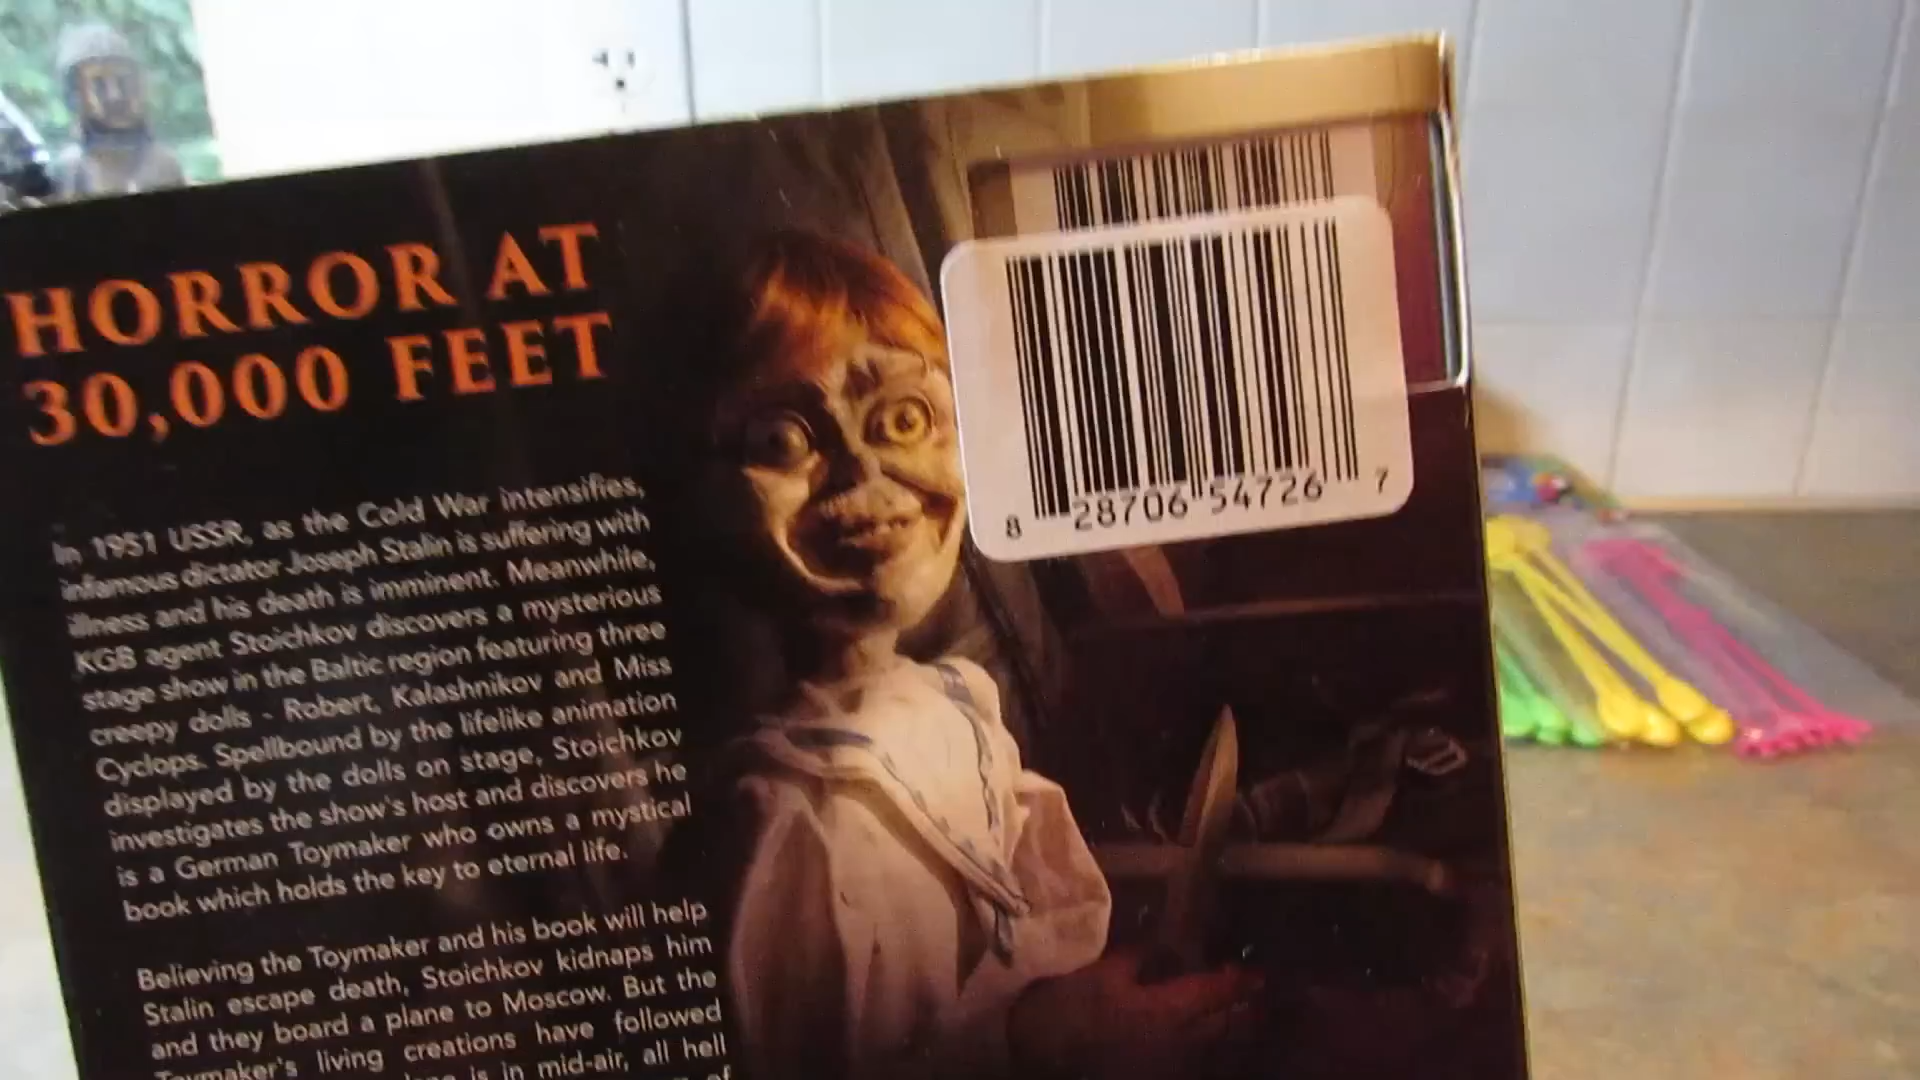 HORROR AT
30,000 FEET
In 1951 USSR, as the Cold War intensifies,
infamous dictator Joseph Stalin is suffering with
illness and his death is imminent. Meanwhile,
KGB agent Stoichkov discovers a mysterious
stage show in the Baltic region featuring three
creepy dolls - Robert, Kalashnikov and Miss
Cyclops. Spellbound by the lifelike animation
displayed by the dolls on stage, Stoichkov
investigates the show's host and discovers he
is a German Toymaker who owns a mystical
book which holds the key to eternal life.
Believing the Toymaker and his book will help
Stalin escape death, Stoichkov kidnaps him
and they board a plane to Moscow. But the
Toymaker's living creations have followed
is in mid-air, all hell
of
8 28706 54726 7